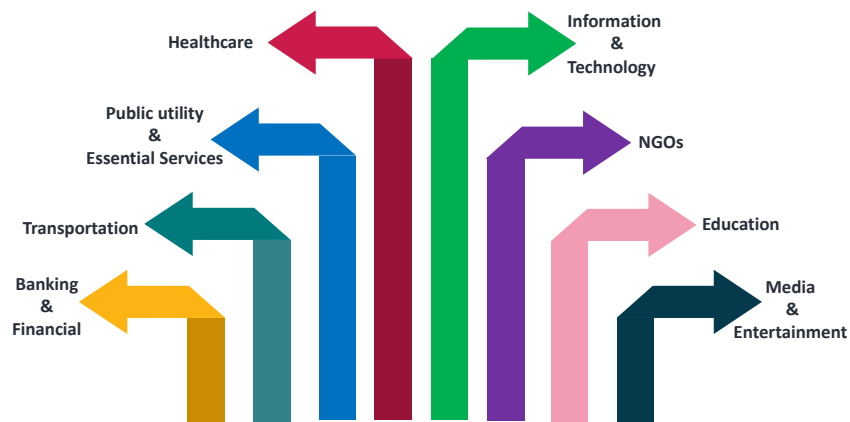 Healthcare
Information
&
Technology
Public utility
&
Essential Services
NGOs
Transportation
Education
Banking
&
Financial
Media
&
Entertainment